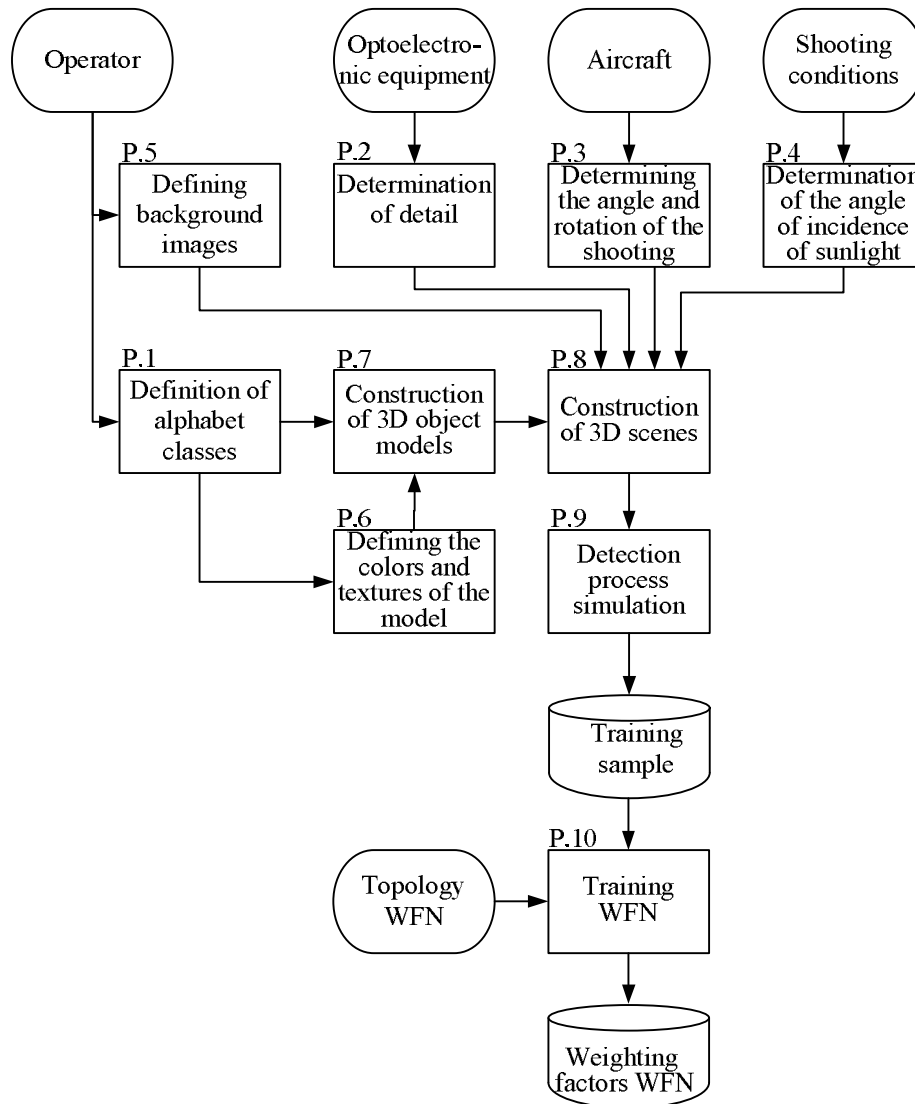 Operator
Optoelectro-
nic equipment
Aircraft
Shooting
conditions
P.5
Defining
background
images
P.2
Determination
of detail
P.3
Determining
the angle and
rotation of the
shooting
P.4
Determination
of the angle
of incidence
of sunlight
P.1
Definition of
alphabet
classes
P.7
Construction
of 3D object
models
P.8
Construction
of 3D scenes
P.6
Defining the
colors and
textures of the
model
P.9
Detection
process
simulation
Training
sample
P.10
Topology
WFN
Training
WFN
Weighting
factors WFN